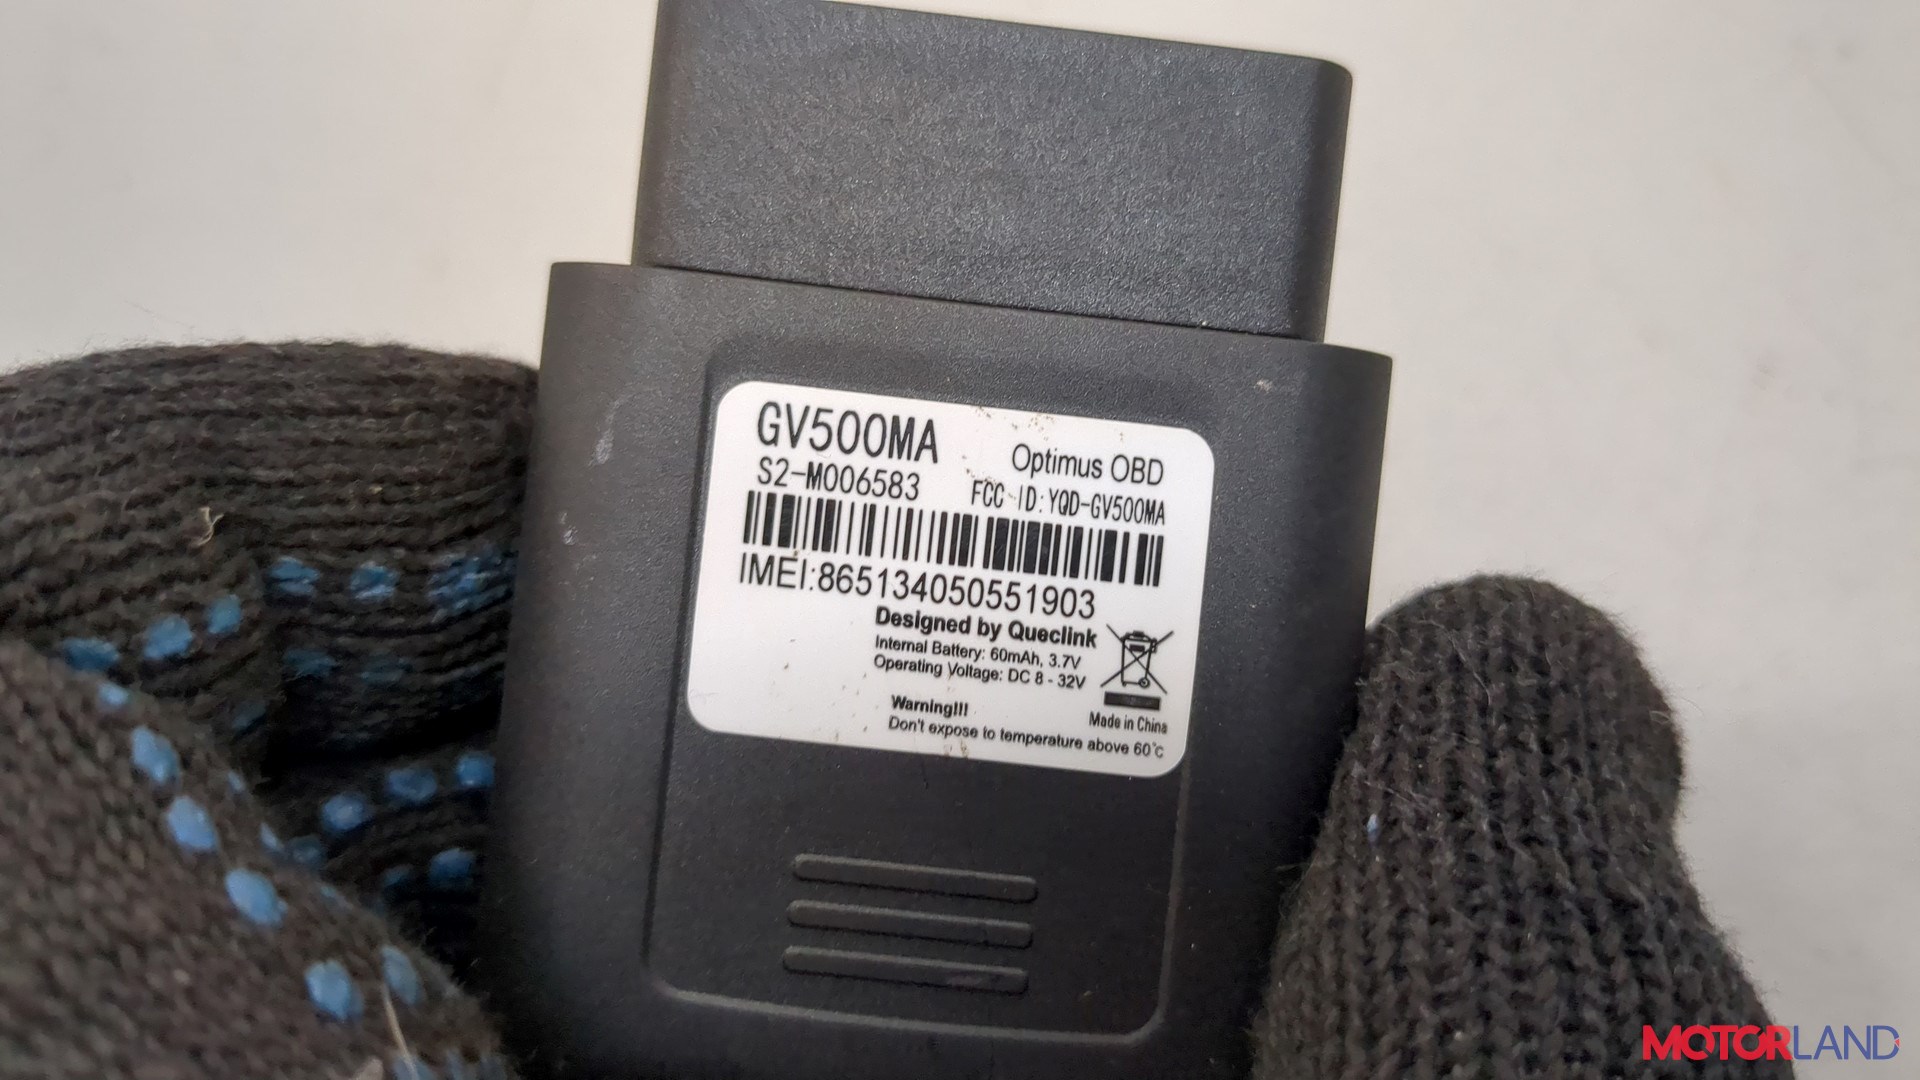 GV500MA
Optimus OBD
S2-M006583
FCC ID:YQD-GV500MA
IMEI:865134050551903
Designed by Queclink
Internal Battery: 60mAh, 3.7V
Operating Voltage: DC 8 - 32V
Made in China
Warning!!!
Don't expose to temperature above 60℃
MOTORLAND